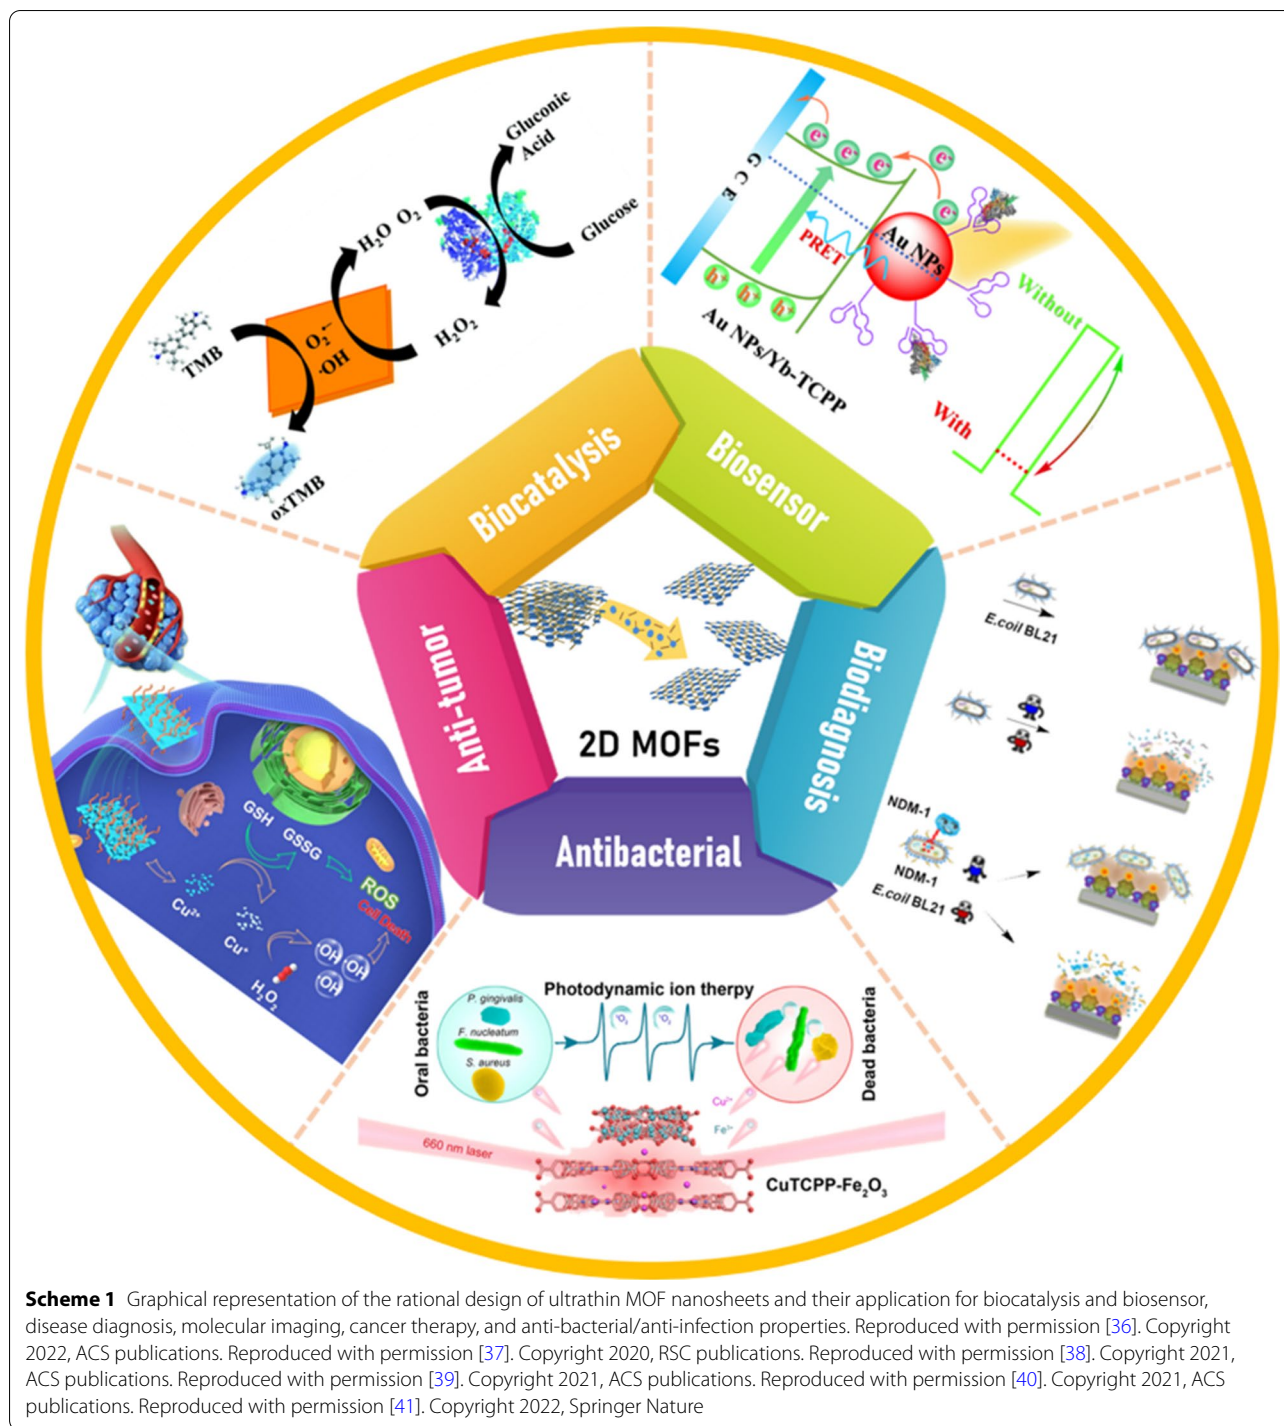 Gluconic
Acid
H₂O O₂
Glucose
H₂O₂
O₂•−
·OH
TMB
oxTMB
G C E
e⁻ e⁻ e⁻ e⁻
e⁻
PRET
Au NPs
h⁺ h⁺ h⁺
Au NPs/Yb-TCPP
Without
With
Biocatalysis
Biosensor
Anti-tumor
Biodiagnosis
2D MOFs
Antibacterial
E.coil BL21
NDM-1
NDM-1
E.coil BL21
GSH GSSG
ROS
Cell Death
Cu²⁺
Cu⁺
·OH ·OH
·OH
H₂O₂
Photodynamic ion therpy
Oral bacteria
P. gingivalis
F. nucleatum
S. aureus
¹O₂ ¹O₂
Dead bacteria
Cu²⁺
Fe³⁺
660 nm laser
CuTCPP-Fe₂O₃
Scheme 1 Graphical representation of the rational design of ultrathin MOF nanosheets and their application for biocatalysis and biosensor,
disease diagnosis, molecular imaging, cancer therapy, and anti-bacterial/anti-infection properties. Reproduced with permission [36]. Copyright
2022, ACS publications. Reproduced with permission [37]. Copyright 2020, RSC publications. Reproduced with permission [38]. Copyright 2021,
ACS publications. Reproduced with permission [39]. Copyright 2021, ACS publications. Reproduced with permission [40]. Copyright 2021, ACS
publications. Reproduced with permission [41]. Copyright 2022, Springer Nature